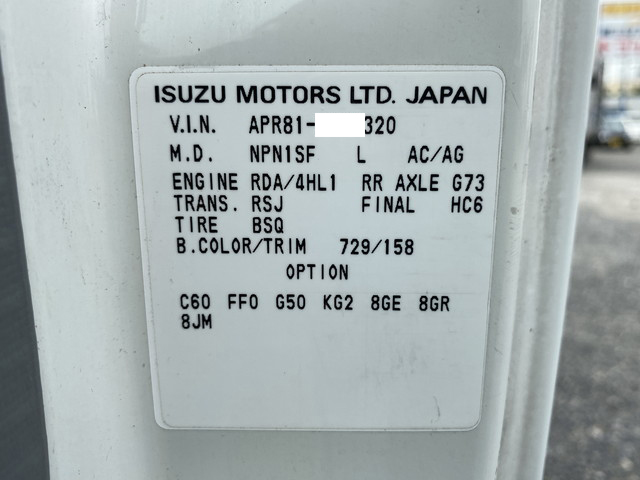 ISUZU MOTORS LTD. JAPAN
V.I.N. APR81- 320
M.D. NPN1SF L AC/AG
ENGINE RDA/4HL1 RR AXLE G73
TRANS. RSJ FINAL HC6
TIRE BSQ
B.COLOR/TRIM 729/158
OPTION
C60 FF0 G50 KG2 8GE 8GR
8JM